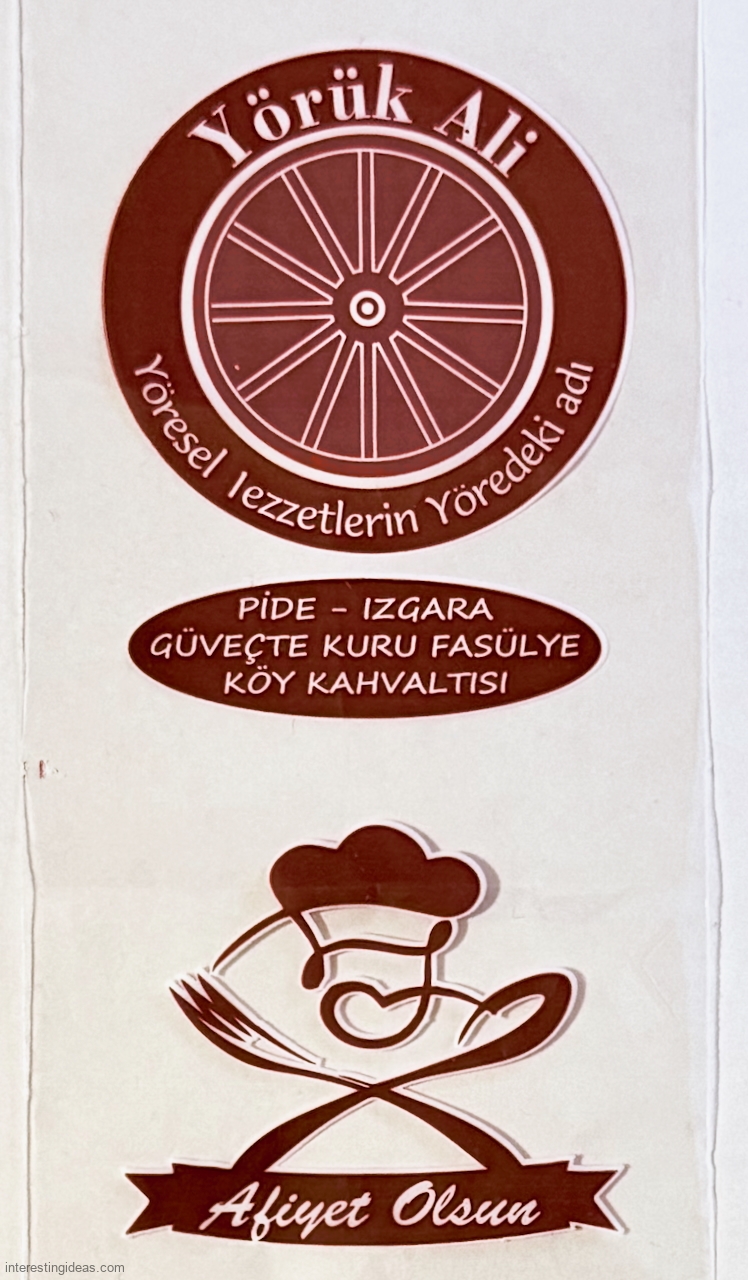 Yörük Ali
Yöresel lezzetlerin Yöredeki adı
PİDE - IZGARA
GÜVEÇTE KURU FASÜLYE
KÖY KAHVALTISI
Afiyet Olsun
interestingideas.com